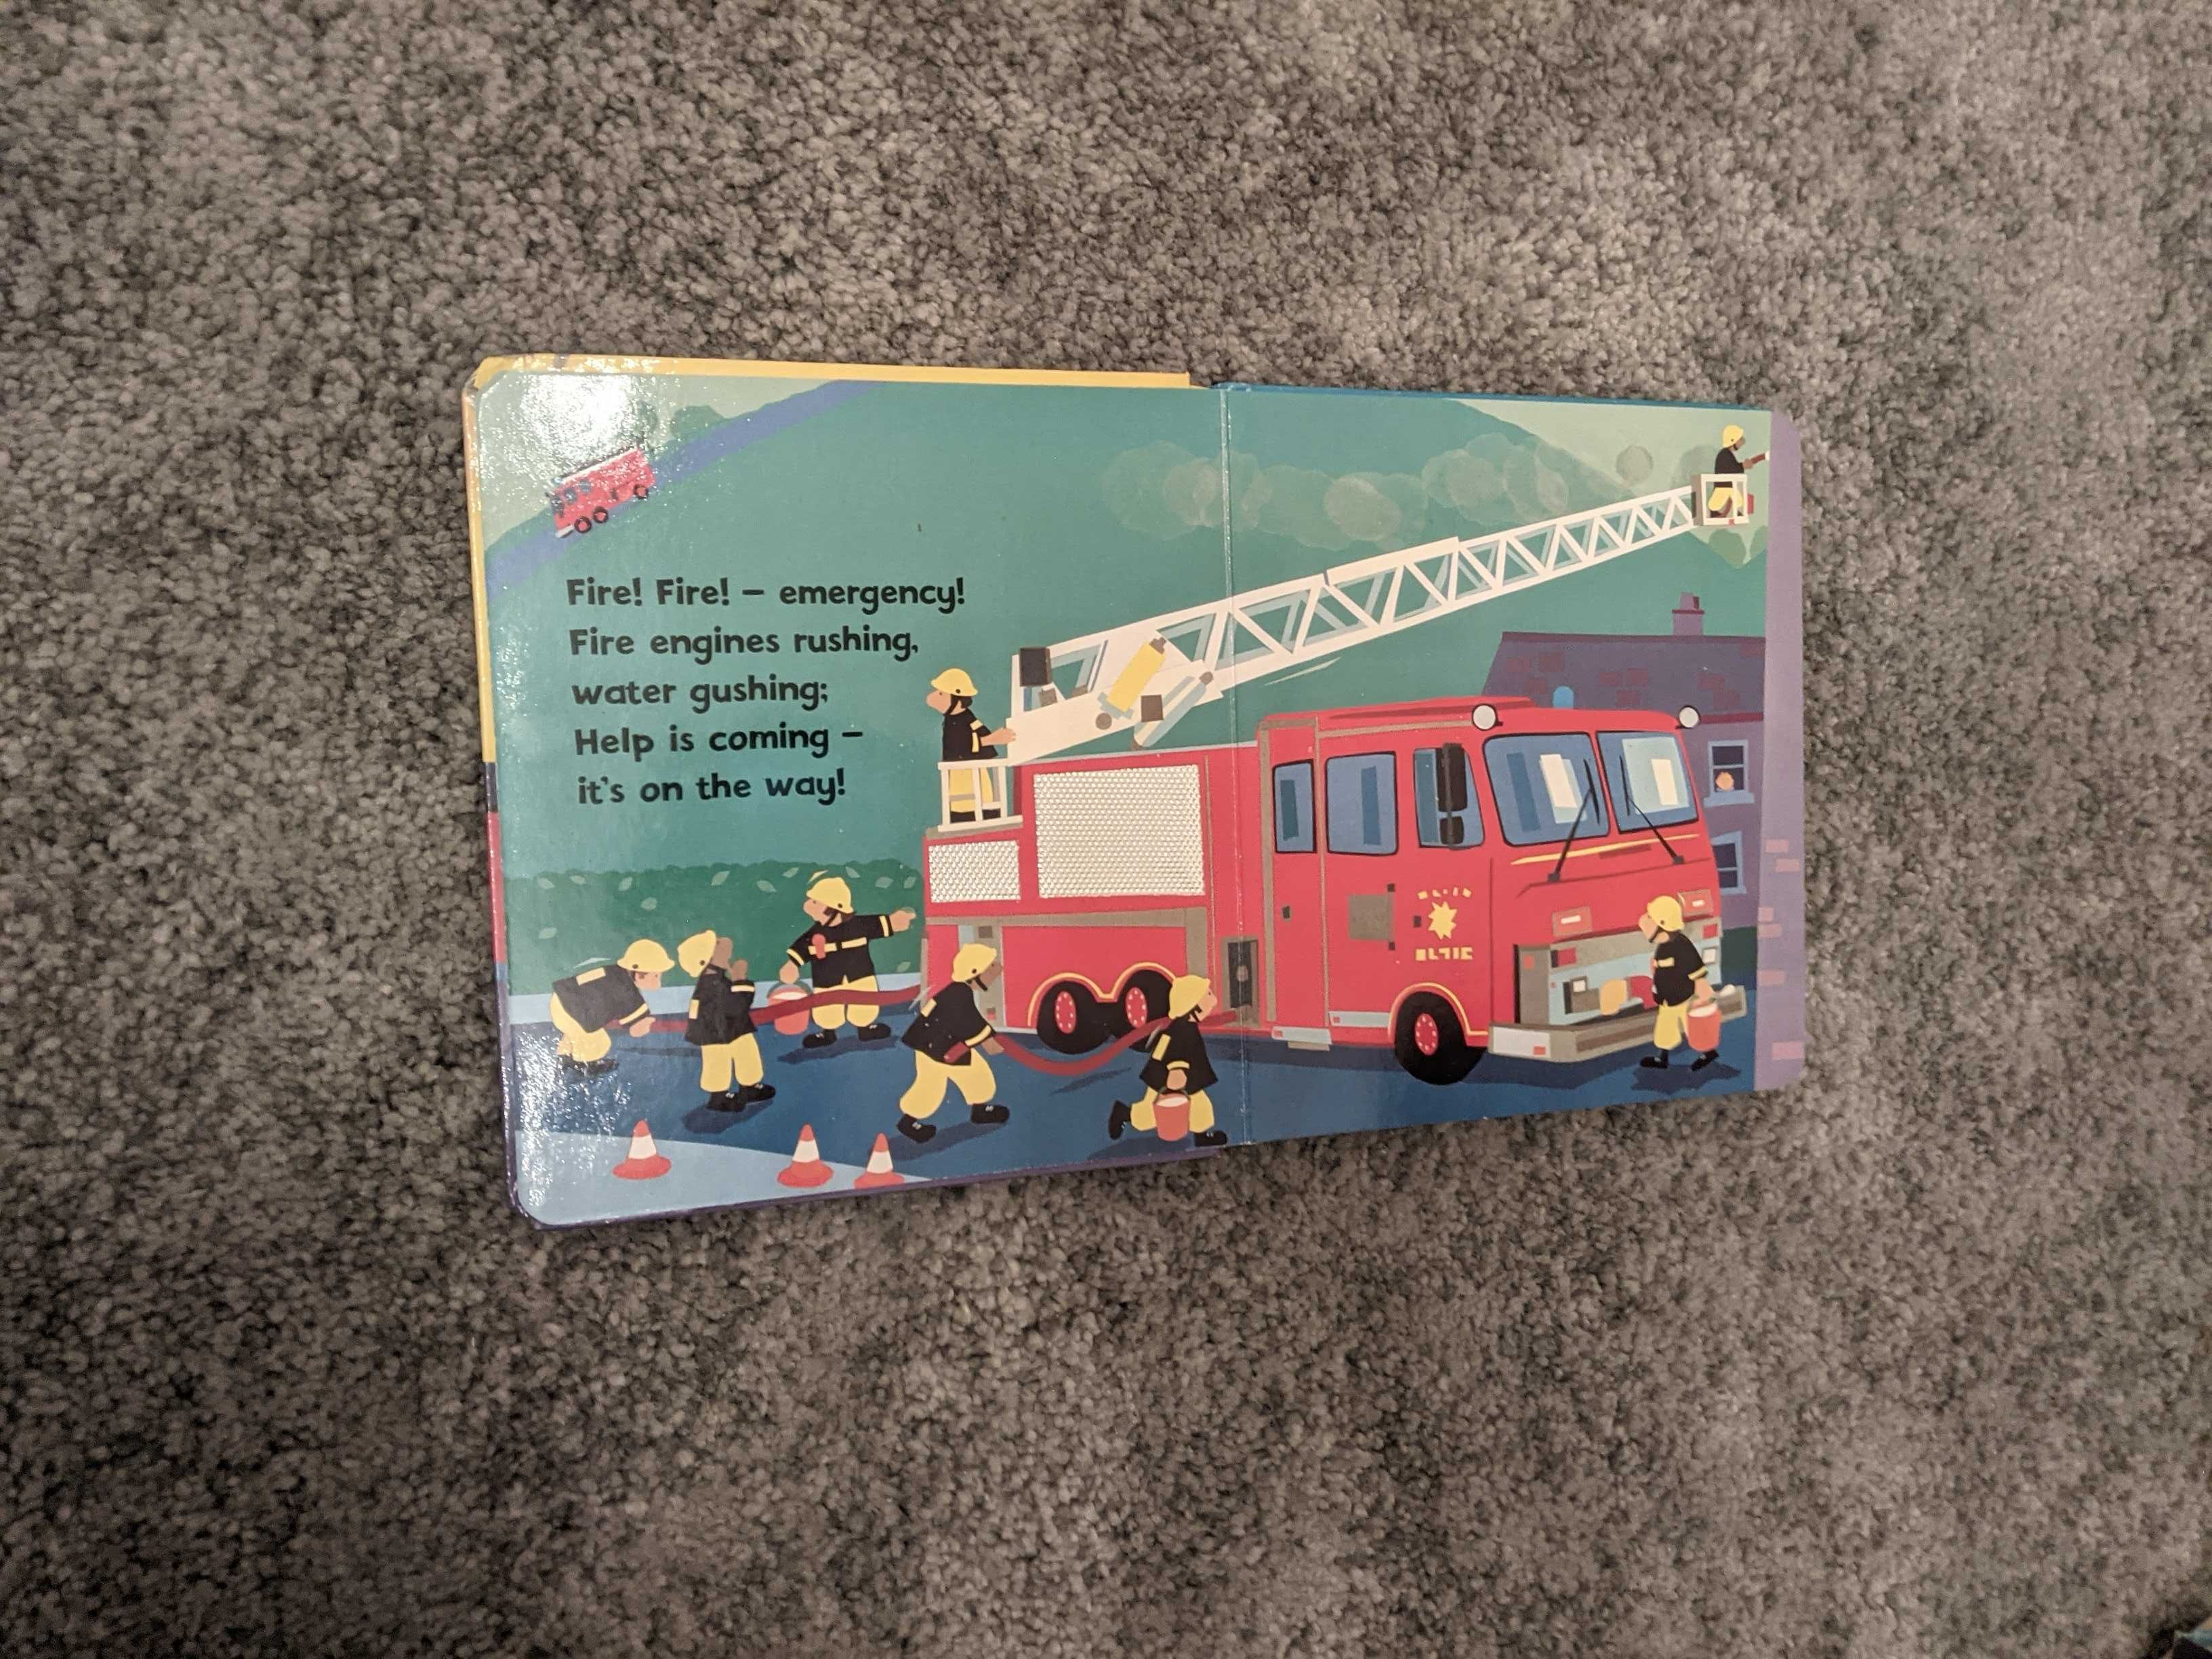 Fire! Fire! – emergency!
Fire engines rushing,
water gushing;
Help is coming –
it's on the way!